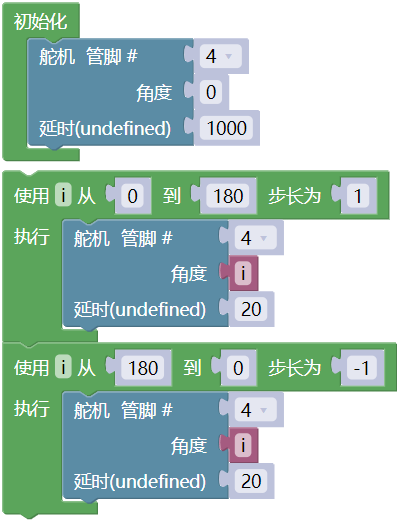 初始化
舵机 管脚 # 4
角度 0
延时(undefined) 1000
使用 i 从 0 到 180 步长为 1
执行 舵机 管脚 # 4
角度 i
延时(undefined) 20
使用 i 从 180 到 0 步长为 -1
执行 舵机 管脚 # 4
角度 i
延时(undefined) 20